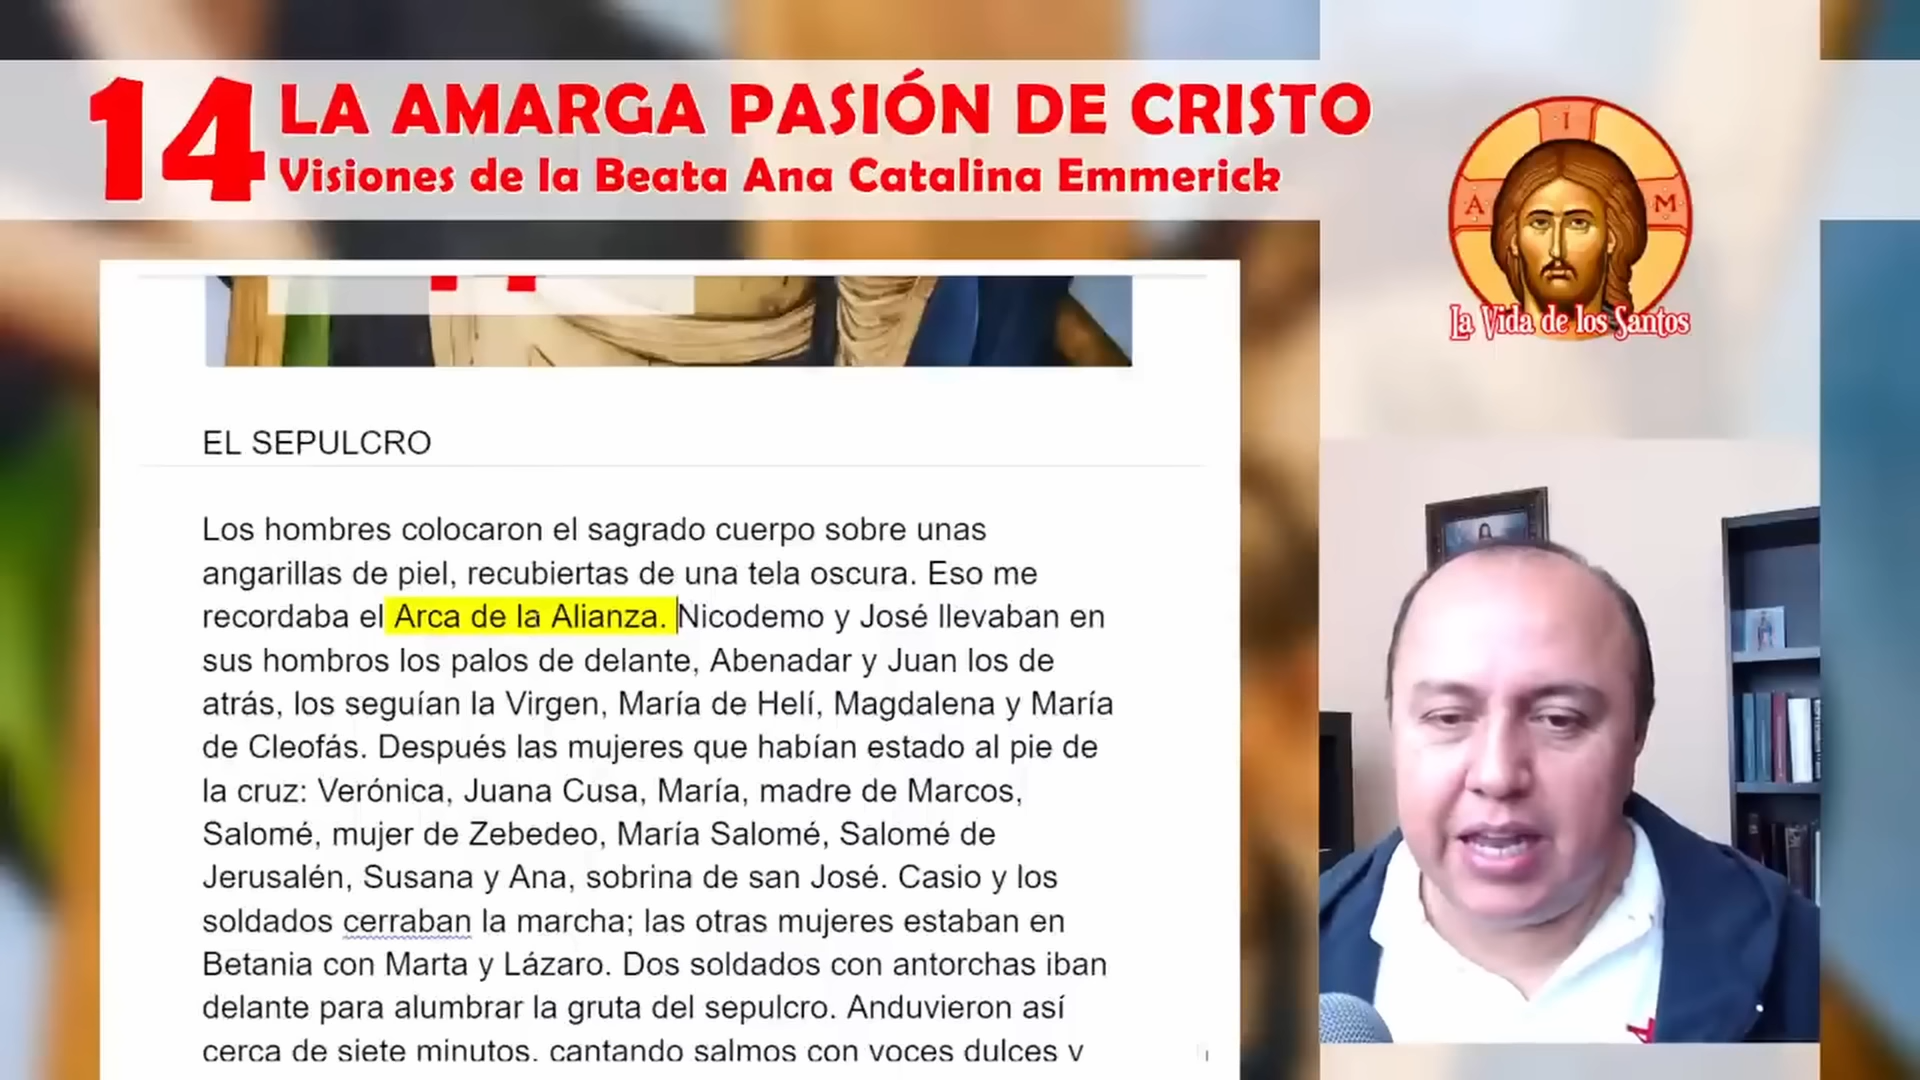 14
LA AMARGA PASIÓN DE CRISTO
Visiones de la Beata Ana Catalina Emmerick
I
A M
La Vida de los Santos
EL SEPULCRO
Los hombres colocaron el sagrado cuerpo sobre unas
angarillas de piel, recubiertas de una tela oscura. Eso me
recordaba el Arca de la Alianza. Nicodemo y José llevaban en
sus hombros los palos de delante, Abenadar y Juan los de
atrás, los seguían la Virgen, María de Helí, Magdalena y María
de Cleofás. Después las mujeres que habían estado al pie de
la cruz: Verónica, Juana Cusa, María, madre de Marcos,
Salomé, mujer de Zebedeo, María Salomé, Salomé de
Jerusalén, Susana y Ana, sobrina de san José. Casio y los
soldados cerraban la marcha; las otras mujeres estaban en
Betania con Marta y Lázaro. Dos soldados con antorchas iban
delante para alumbrar la gruta del sepulcro. Anduvieron así
cerca de siete minutos, cantando salmos con voces dulces y